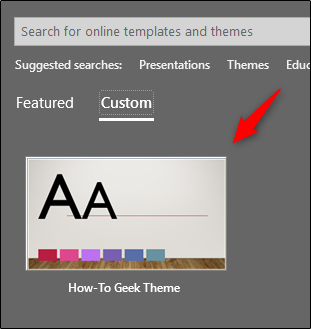 Search for online templates and themes
Suggested searches: Presentations Themes Educ
Featured Custom
AA
How-To Geek Theme